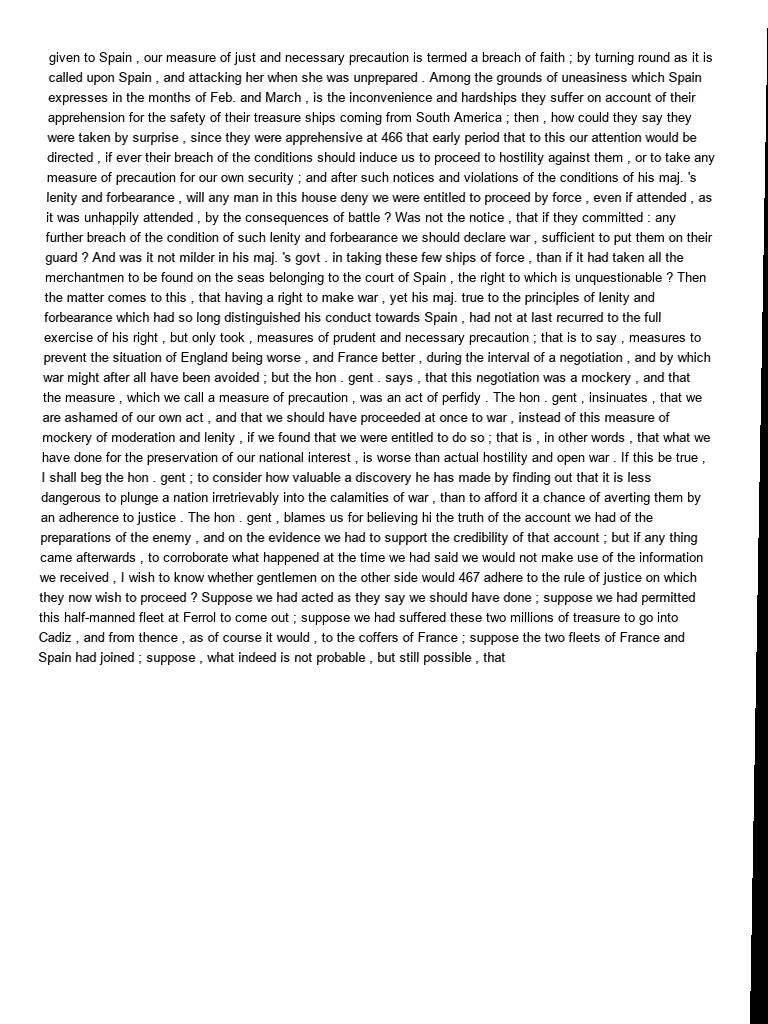 given to Spain , our measure of just and necessary precaution is termed a breach of faith ; by turning round as it is
called upon Spain , and attacking her when she was unprepared . Among the grounds of uneasiness which Spain
expresses in the months of Feb. and March , is the inconvenience and hardships they suffer on account of their
apprehension for the safety of their treasure ships coming from South America ; then , how could they say they
were taken by surprise , since they were apprehensive at 466 that early period that to this our attention would be
directed , if ever their breach of the conditions should induce us to proceed to hostility against them , or to take any
measure of precaution for our own security ; and after such notices and violations of the conditions of his maj. 's
lenity and forbearance , will any man in this house deny we were entitled to proceed by force , even if attended , as
it was unhappily attended , by the consequences of battle ? Was not the notice , that if they committed : any
further breach of the condition of such lenity and forbearance we should declare war , sufficient to put them on their
guard ? And was it not milder in his maj. 's govt . in taking these few ships of force , than if it had taken all the
merchantmen to be found on the seas belonging to the court of Spain , the right to which is unquestionable ? Then
the matter comes to this , that having a right to make war , yet his maj. true to the principles of lenity and
forbearance which had so long distinguished his conduct towards Spain , had not at last recurred to the full
exercise of his right , but only took , measures of prudent and necessary precaution ; that is to say , measures to
prevent the situation of England being worse , and France better , during the interval of a negotiation , and by which
war might after all have been avoided ; but the hon . gent . says , that this negotiation was a mockery , and that
the measure , which we call a measure of precaution , was an act of perfidy . The hon . gent , insinuates , that we
are ashamed of our own act , and that we should have proceeded at once to war , instead of this measure of
mockery of moderation and lenity , if we found that we were entitled to do so ; that is , in other words , that what we
have done for the preservation of our national interest , is worse than actual hostility and open war . If this be true ,
I shall beg the hon . gent ; to consider how valuable a discovery he has made by finding out that it is less
dangerous to plunge a nation irretrievably into the calamities of war , than to afford it a chance of averting them by
an adherence to justice . The hon . gent , blames us for believing hi the truth of the account we had of the
preparations of the enemy , and on the evidence we had to support the credibility of that account ; but if any thing
came afterwards , to corroborate what happened at the time we had said we would not make use of the information
we received , I wish to know whether gentlemen on the other side would 467 adhere to the rule of justice on which
they now wish to proceed ? Suppose we had acted as they say we should have done ; suppose we had permitted
this half-manned fleet at Ferrol to come out ; suppose we had suffered these two millions of treasure to go into
Cadiz , and from thence , as of course it would , to the coffers of France ; suppose the two fleets of France and
Spain had joined ; suppose , what indeed is not probable , but still possible , that